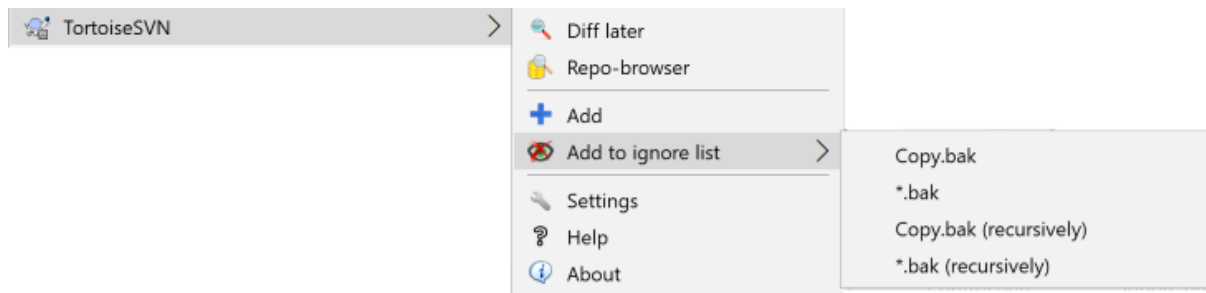 TortoiseSVN
Diff later
Repo-browser
Add
Add to ignore list
Copy.bak
*.bak
Copy.bak (recursively)
*.bak (recursively)
Settings
Help
About